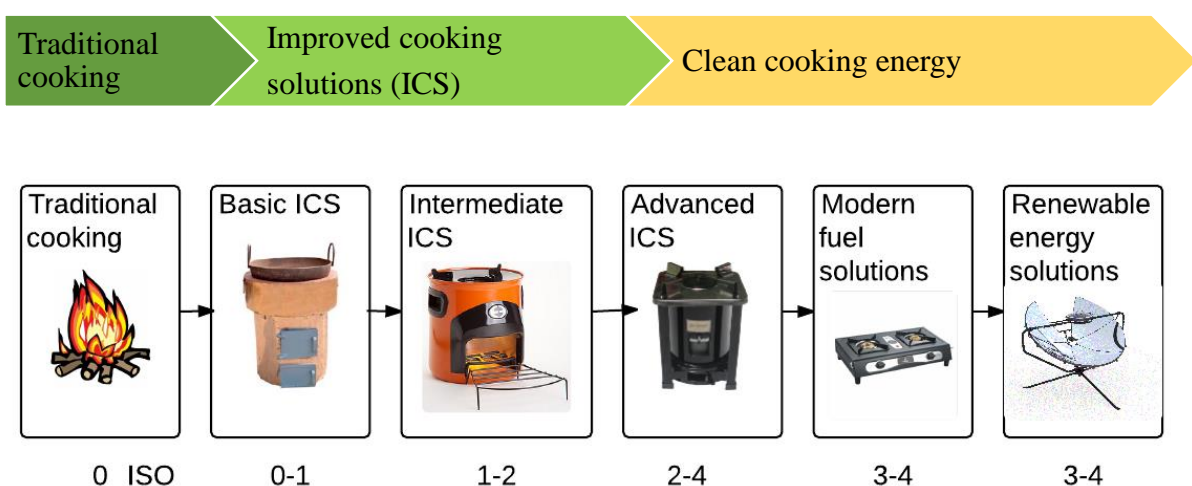 Traditional
cooking
Improved cooking
solutions (ICS)
Clean cooking energy
Traditional
cooking
Basic ICS
Intermediate
ICS
Advanced
ICS
Modern
fuel
solutions
Renewable
energy
solutions
0 ISO
0-1
1-2
2-4
3-4
3-4